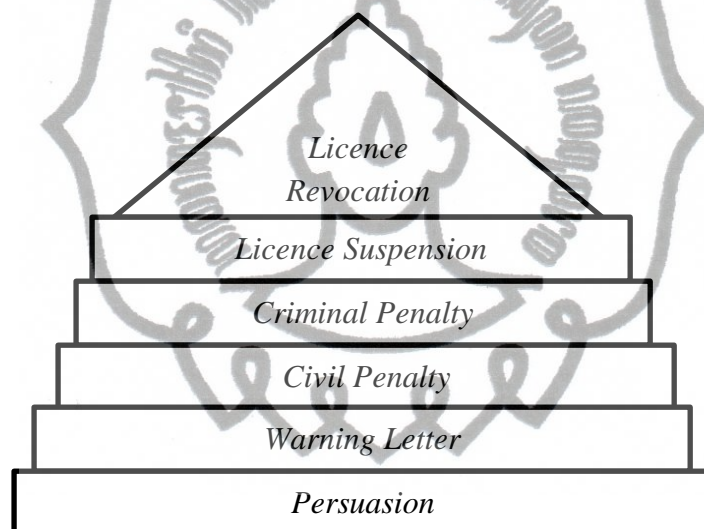 Licence
Revocation
Licence Suspension
Criminal Penalty
Civil Penalty
Warning Letter
Persuasion